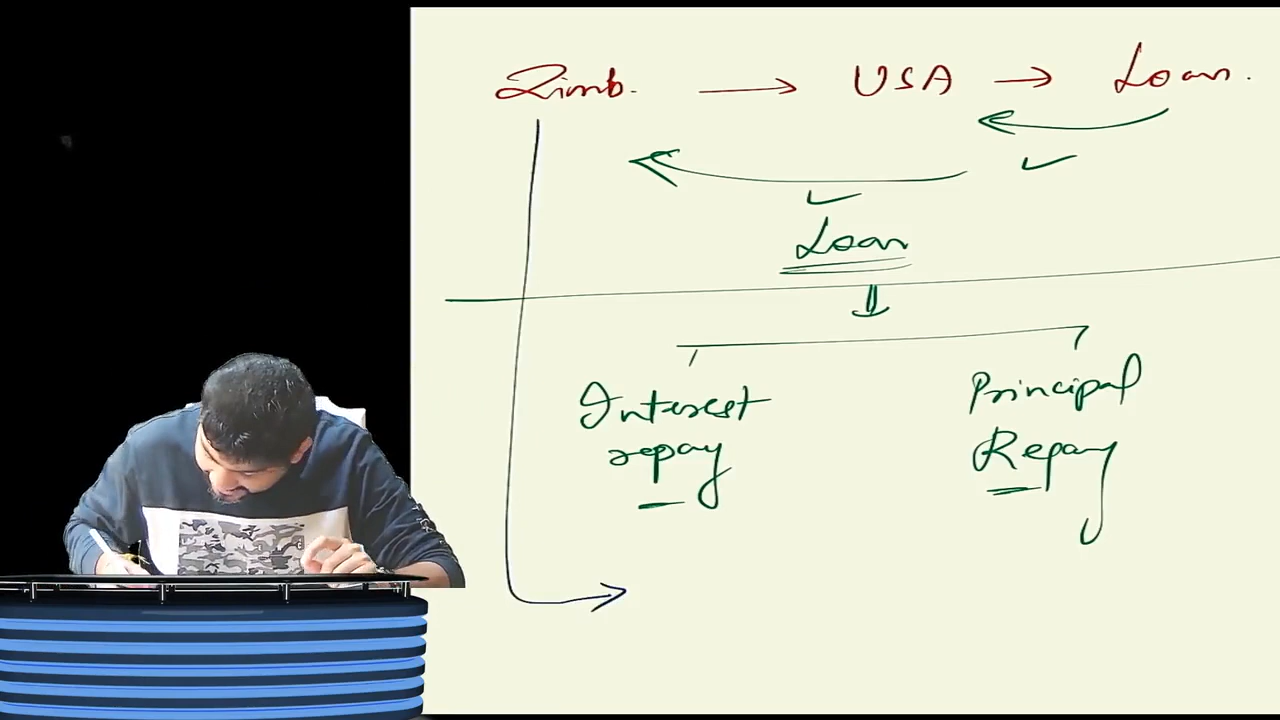 Zimb. → USA → Loan.
Loan
Interest
repay
Principal
Repay